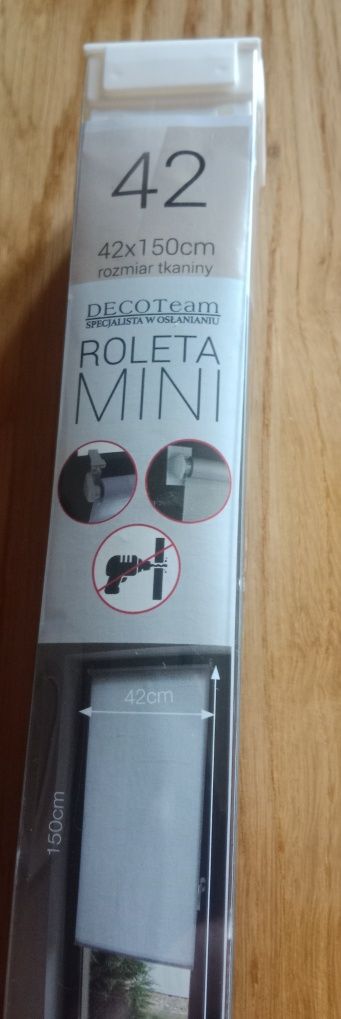 42
42x150cm
rozmiar tkaniny
DECOTeam
SPECJALISTA W OSŁANIANIU
ROLETA
MINI
42cm
150cm